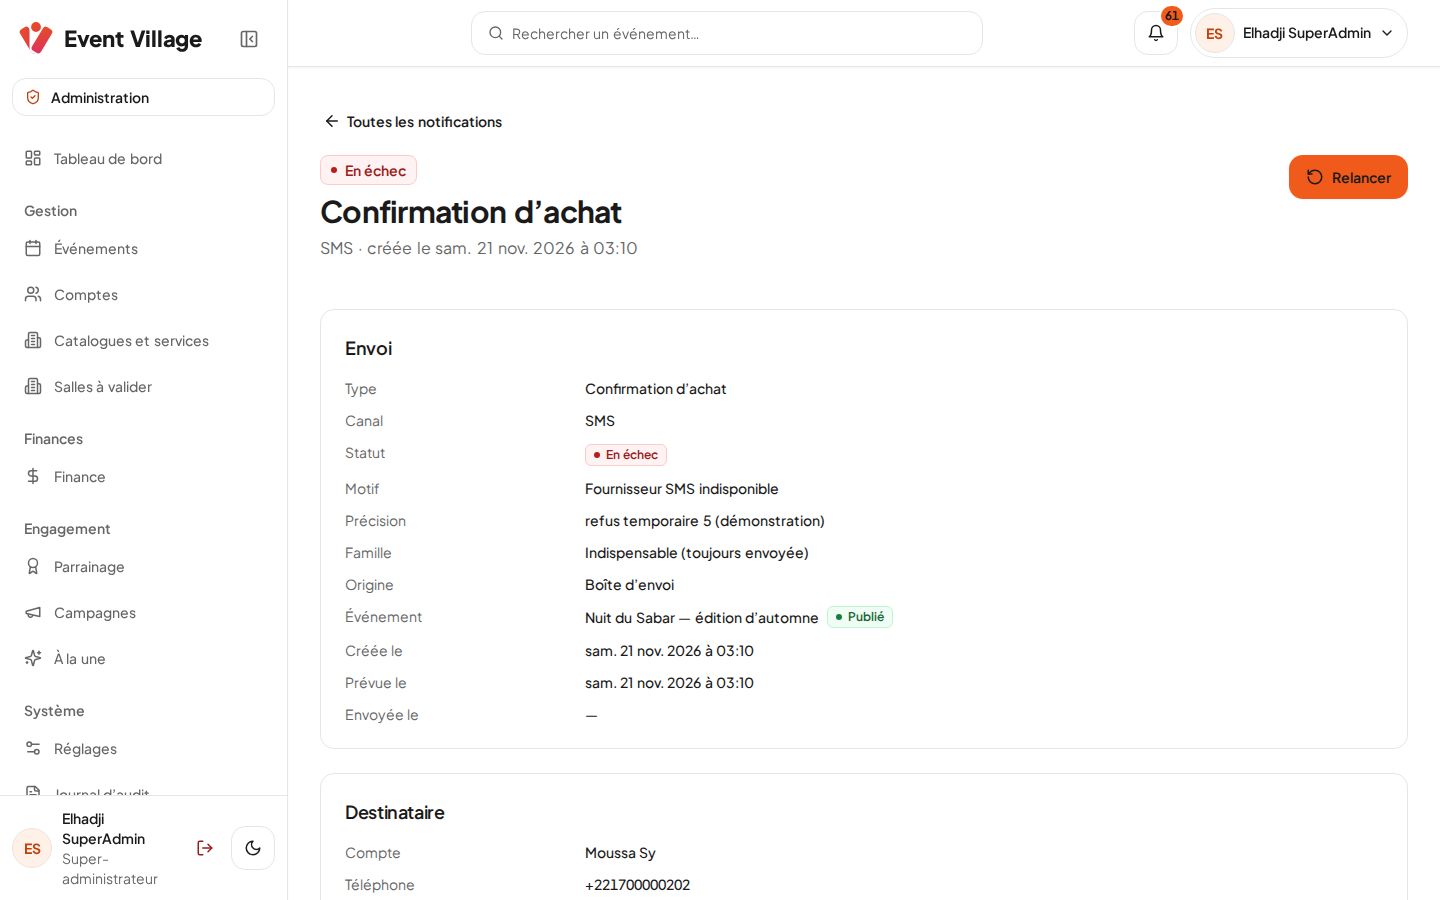 Event Village
Administration
Tableau de bord
Gestion
Événements
Comptes
Catalogues et services
Salles à valider
Finances
Finance
Engagement
Parrainage
Campagnes
À la une
Système
Réglages
Journal d'audit
Elhadji
SuperAdmin
Super-
administrateur
ES
Rechercher un événement…
61
ES Elhadji SuperAdmin
Toutes les notifications
En échec
Relancer
Confirmation d’achat
SMS · créée le sam. 21 nov. 2026 à 03:10
Envoi
Type Confirmation d’achat
Canal SMS
Statut En échec
Motif Fournisseur SMS indisponible
Précision refus temporaire 5 (démonstration)
Famille Indispensable (toujours envoyée)
Origine Boîte d’envoi
Événement Nuit du Sabar — édition d’automne Publié
Créée le sam. 21 nov. 2026 à 03:10
Prévue le sam. 21 nov. 2026 à 03:10
Envoyée le —
Destinataire
Compte Moussa Sy
Téléphone +221700000202